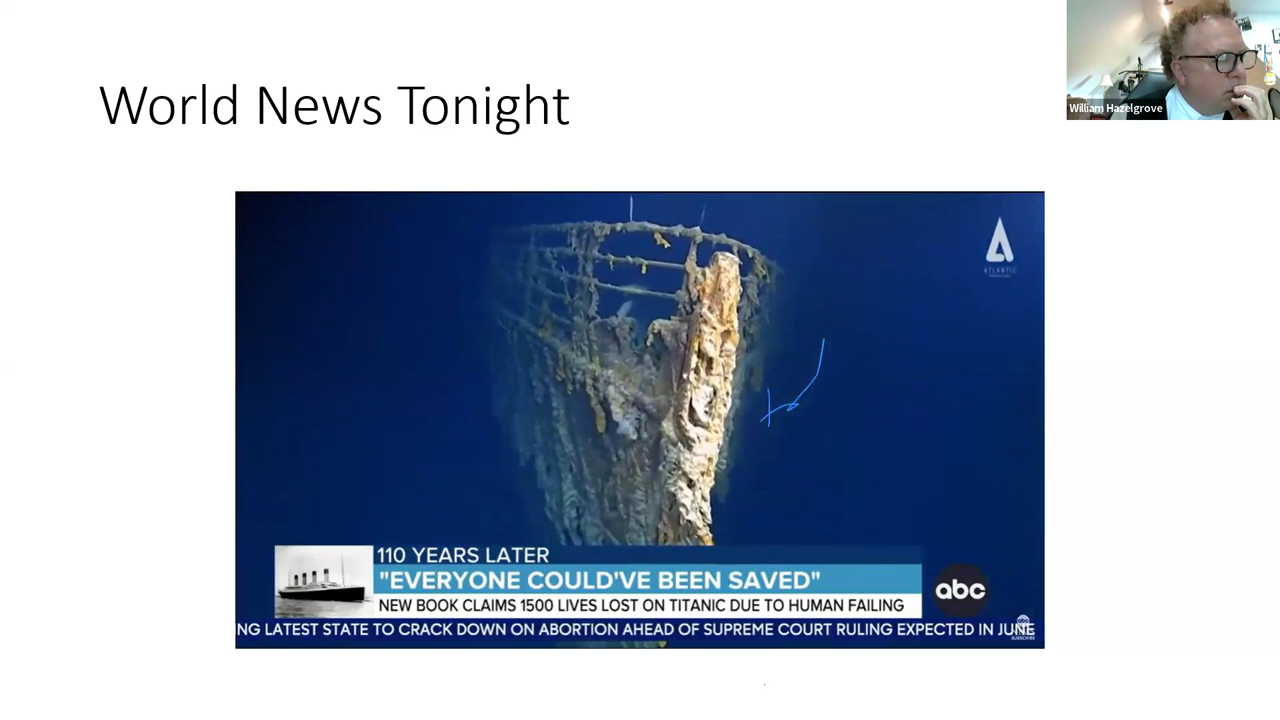 World News Tonight
William Hazelgrove
ATLANTIC
110 YEARS LATER
"EVERYONE COULD'VE BEEN SAVED"
NEW BOOK CLAIMS 1500 LIVES LOST ON TITANIC DUE TO HUMAN FAILING
abc
NG LATEST STATE TO CRACK DOWN ON ABORTION AHEAD OF SUPREME COURT RULING EXPECTED IN JUNE
SUBSCRIBE